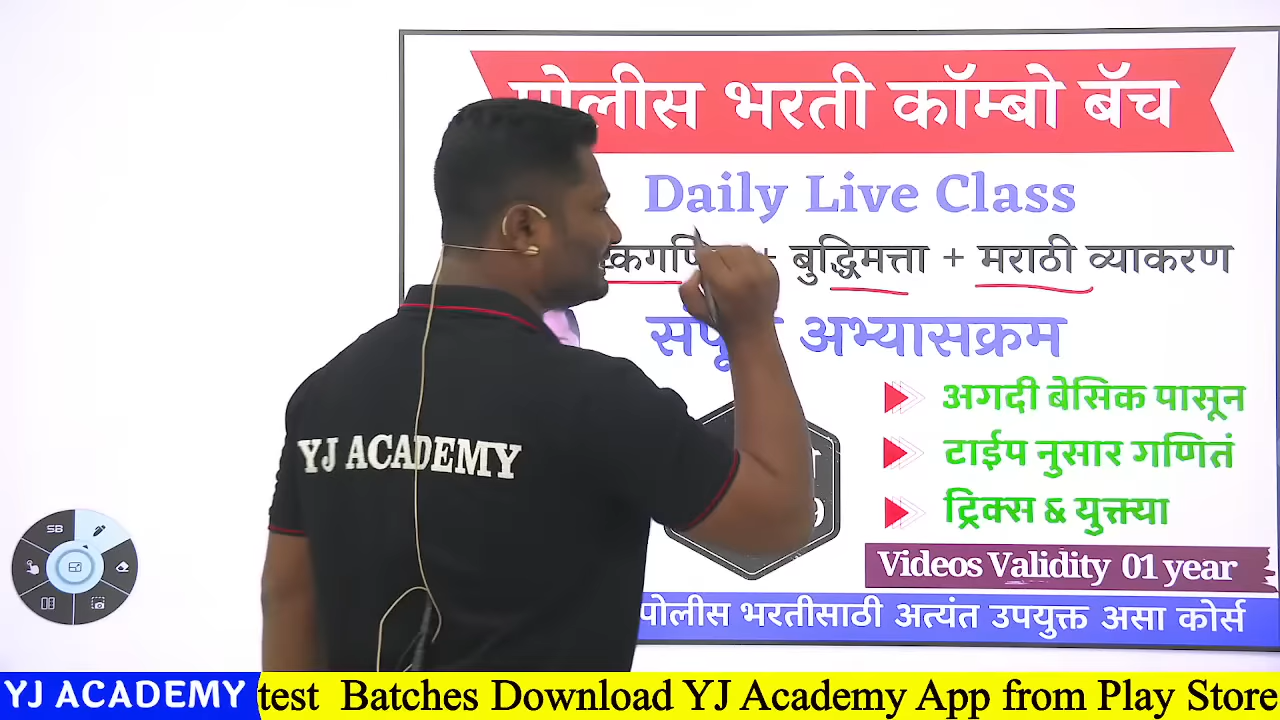 पोलीस भरती कॉम्बो बॅच
Daily Live Class
+ बुद्धिमत्ता + मराठी व्याकरण
अभ्यासक्रम
अगदी बेसिक पासून
टाईप नुसार गणितं
ट्रिक्स & युक्त्या
Videos Validity 01 year
पोलीस भरतीसाठी अत्यंत उपयुक्त असा कोर्स
YJ ACADEMY
SB
YJ ACADEMY
test Batches Download YJ Academy App from Play Store